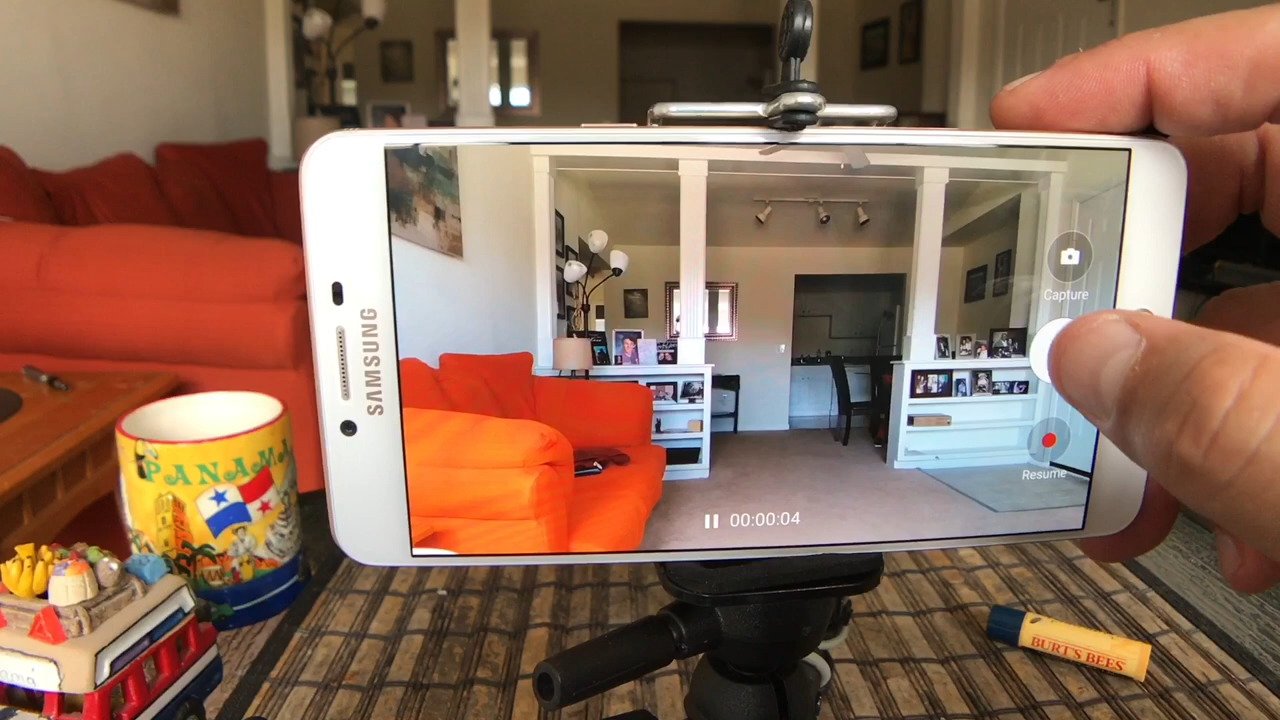 SAMSUNG
Capture
Resume
00:00:04
PANAMA
BURT'S BEES